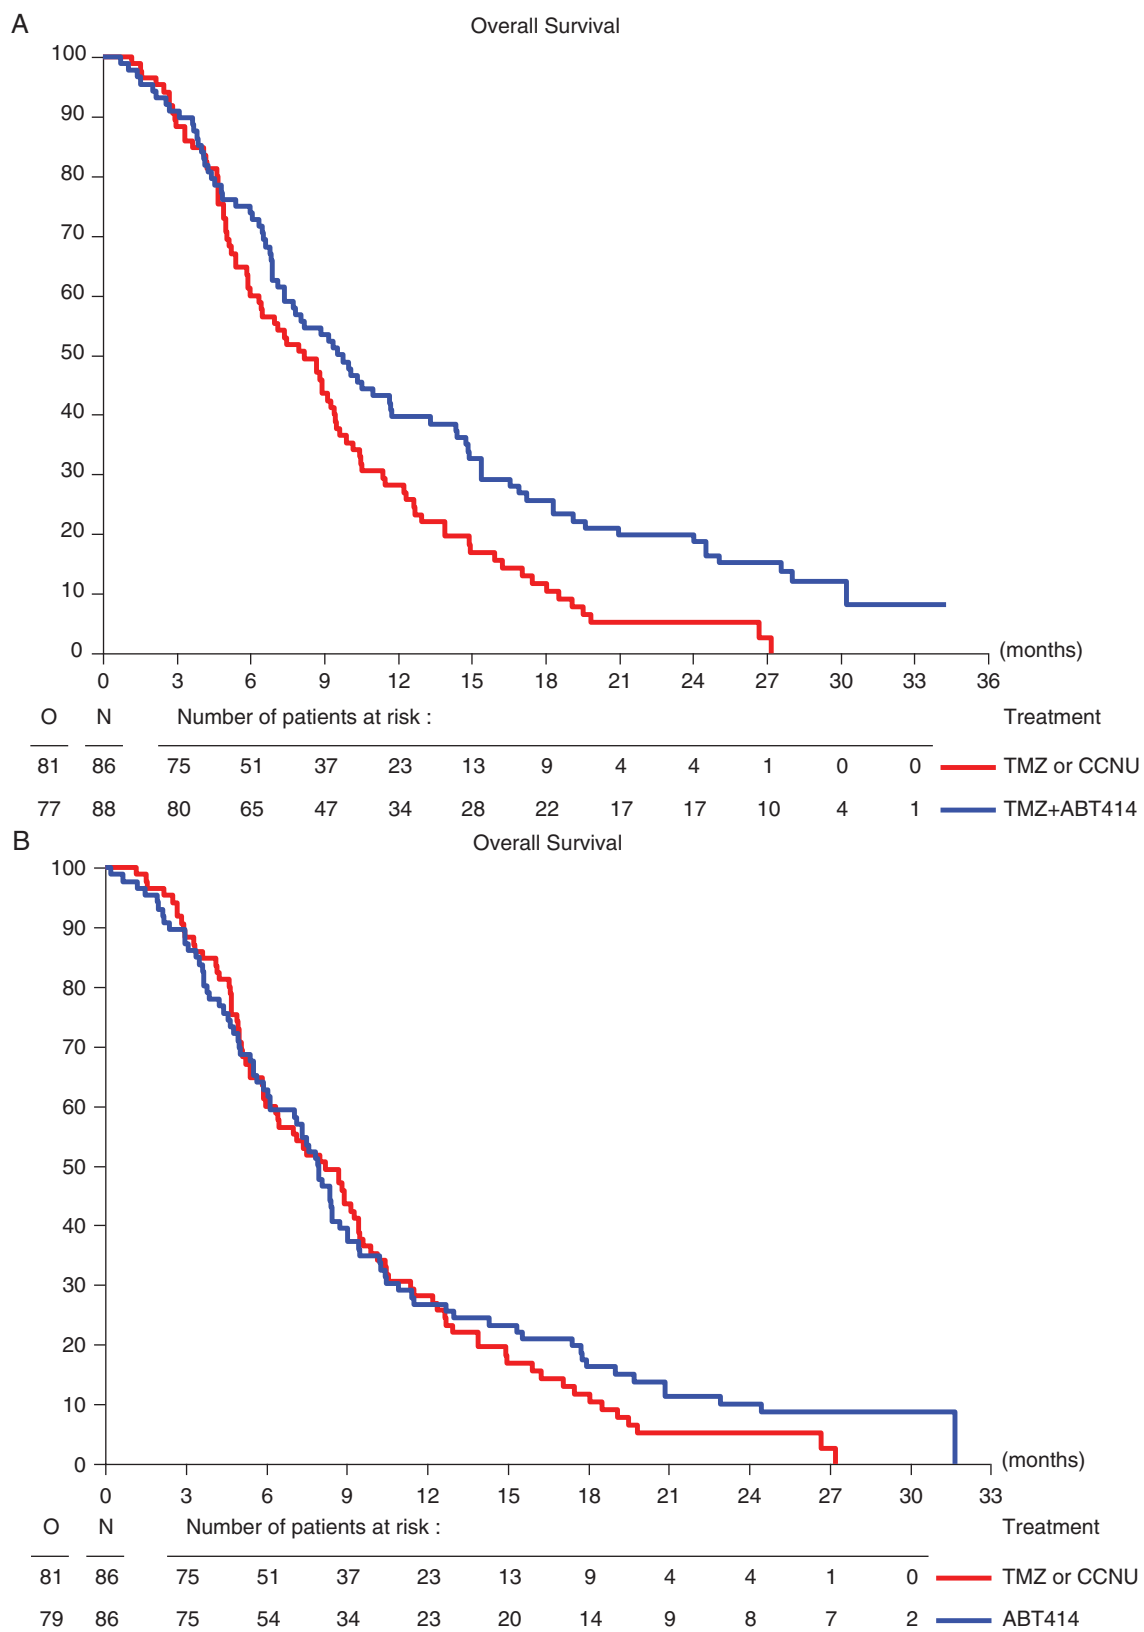 A
Overall Survival
100
90
80
70
60
50
40
30
20
10
0
(months)
0 3 6 9 12 15 18 21 24 27 30 33 36
O N Number of patients at risk : Treatment
81 86 75 51 37 23 13 9 4 4 1 0 0 TMZ or CCNU
77 88 80 65 47 34 28 22 17 17 10 4 1 TMZ+ABT414
B
Overall Survival
100
90
80
70
60
50
40
30
20
10
0
(months)
0 3 6 9 12 15 18 21 24 27 30 33
O N Number of patients at risk : Treatment
81 86 75 51 37 23 13 9 4 4 1 0 TMZ or CCNU
79 86 75 54 34 23 20 14 9 8 7 2 ABT414